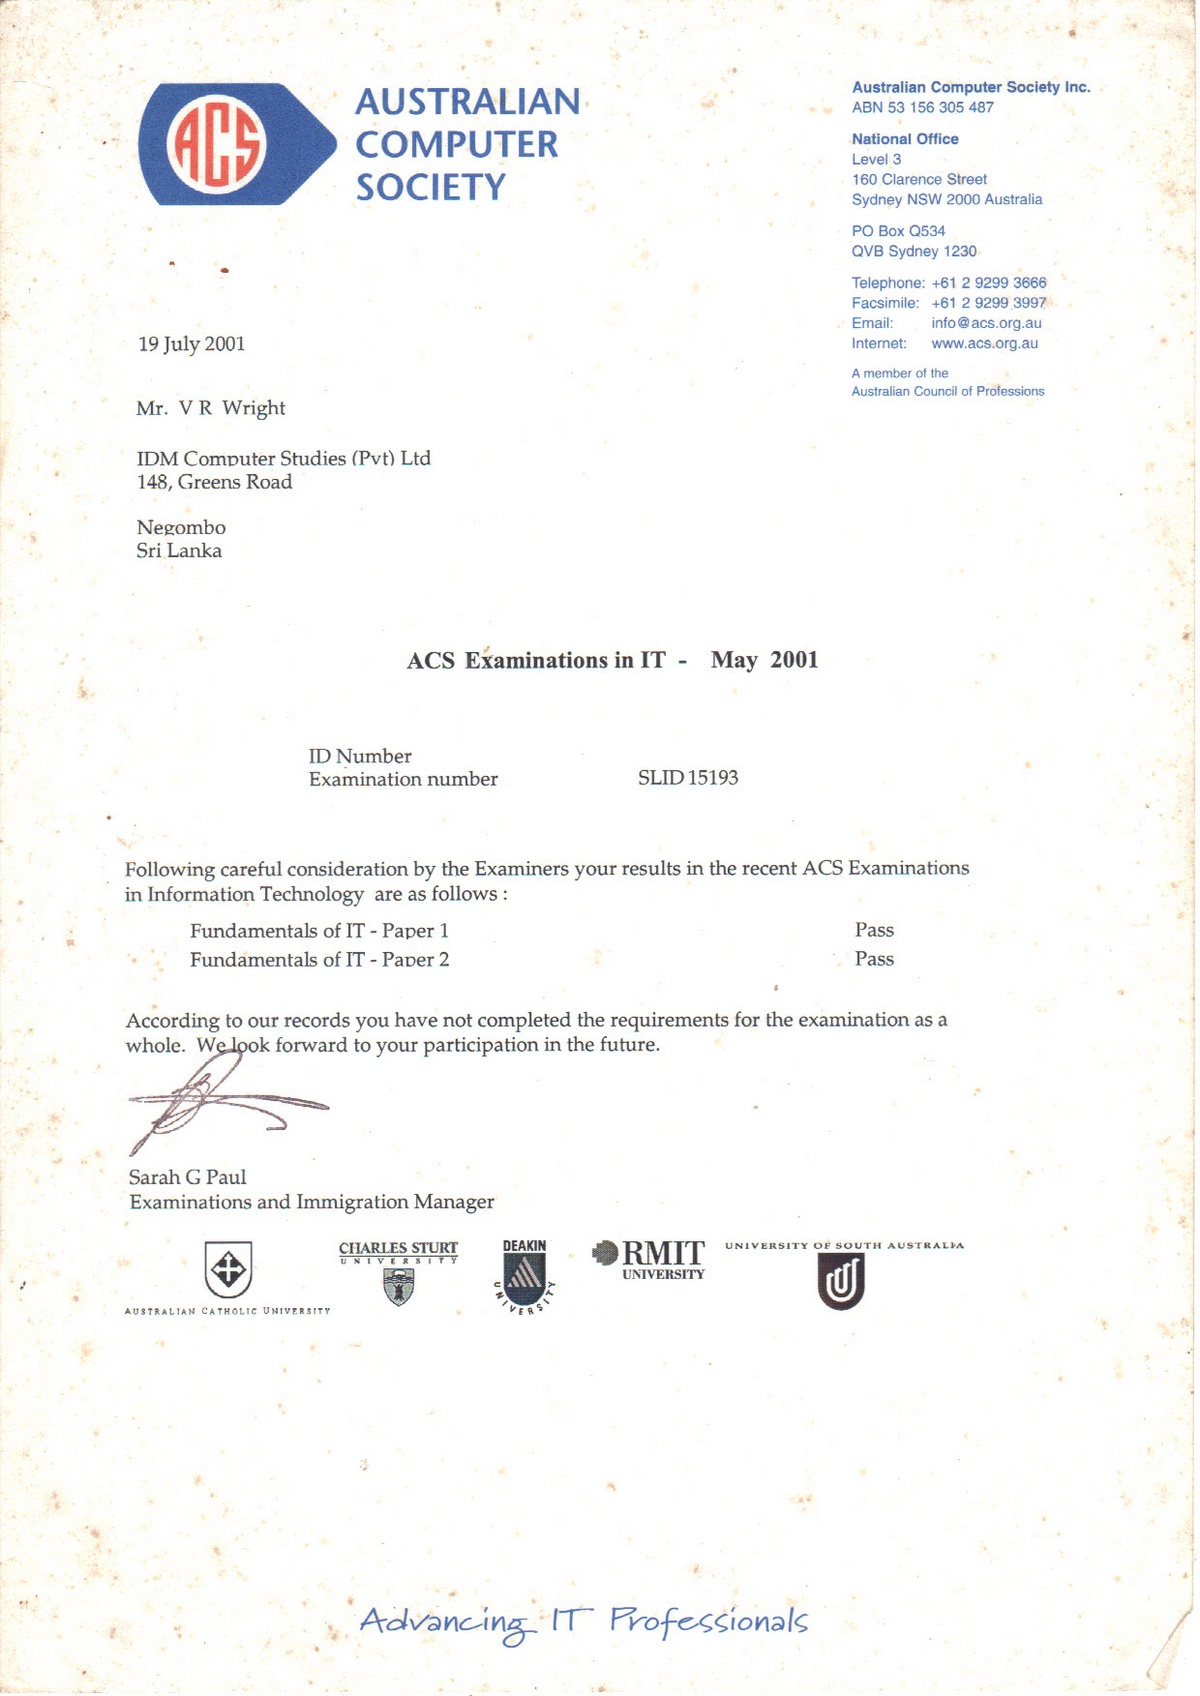 ACS
AUSTRALIAN
COMPUTER
SOCIETY
Australian Computer Society Inc.
ABN 53 156 305 487
National Office
Level 3
160 Clarence Street
Sydney NSW 2000 Australia
PO Box Q534
QVB Sydney 1230
Telephone: +61 2 9299 3666
Facsimile: +61 2 9299 3997
Email: info@acs.org.au
Internet: www.acs.org.au
A member of the
Australian Council of Professions
19 July 2001
Mr. V R Wright
IDM Computer Studies (Pvt) Ltd
148, Greens Road
Negombo
Sri Lanka
ACS Examinations in IT - May 2001
ID Number
Examination number SLID 15193
Following careful consideration by the Examiners your results in the recent ACS Examinations
in Information Technology are as follows :
Fundamentals of IT - Paper 1 Pass
Fundamentals of IT - Paper 2 Pass
According to our records you have not completed the requirements for the examination as a
whole. We look forward to your participation in the future.
Sarah G Paul
Examinations and Immigration Manager
AUSTRALIAN CATHOLIC UNIVERSITY
CHARLES STURT
UNIVERSITY
DEAKIN
UNIVERSITY
RMIT
UNIVERSITY
UNIVERSITY OF SOUTH AUSTRALIA
Advancing IT Professionals